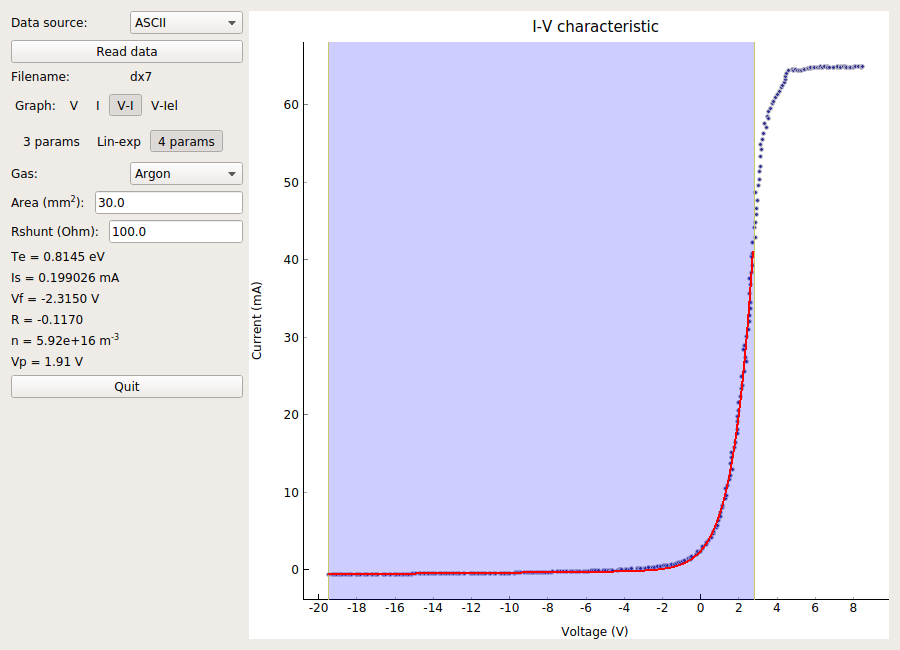 Data source: ASCII
Read data
Filename: dx7
Graph: V I V-I V-Iel
3 params Lin-exp 4 params
Gas: Argon
Area (mm²): 30.0
Rshunt (Ohm): 100.0
Te = 0.8145 eV
Is = 0.199026 mA
Vf = -2.3150 V
R = -0.1170
n = 5.92e+16 m⁻³
Vp = 1.91 V
Quit
I-V characteristic
Current (mA)
60
50
40
30
20
10
0
-20 -18 -16 -14 -12 -10 -8 -6 -4 -2 0 2 4 6 8
Voltage (V)